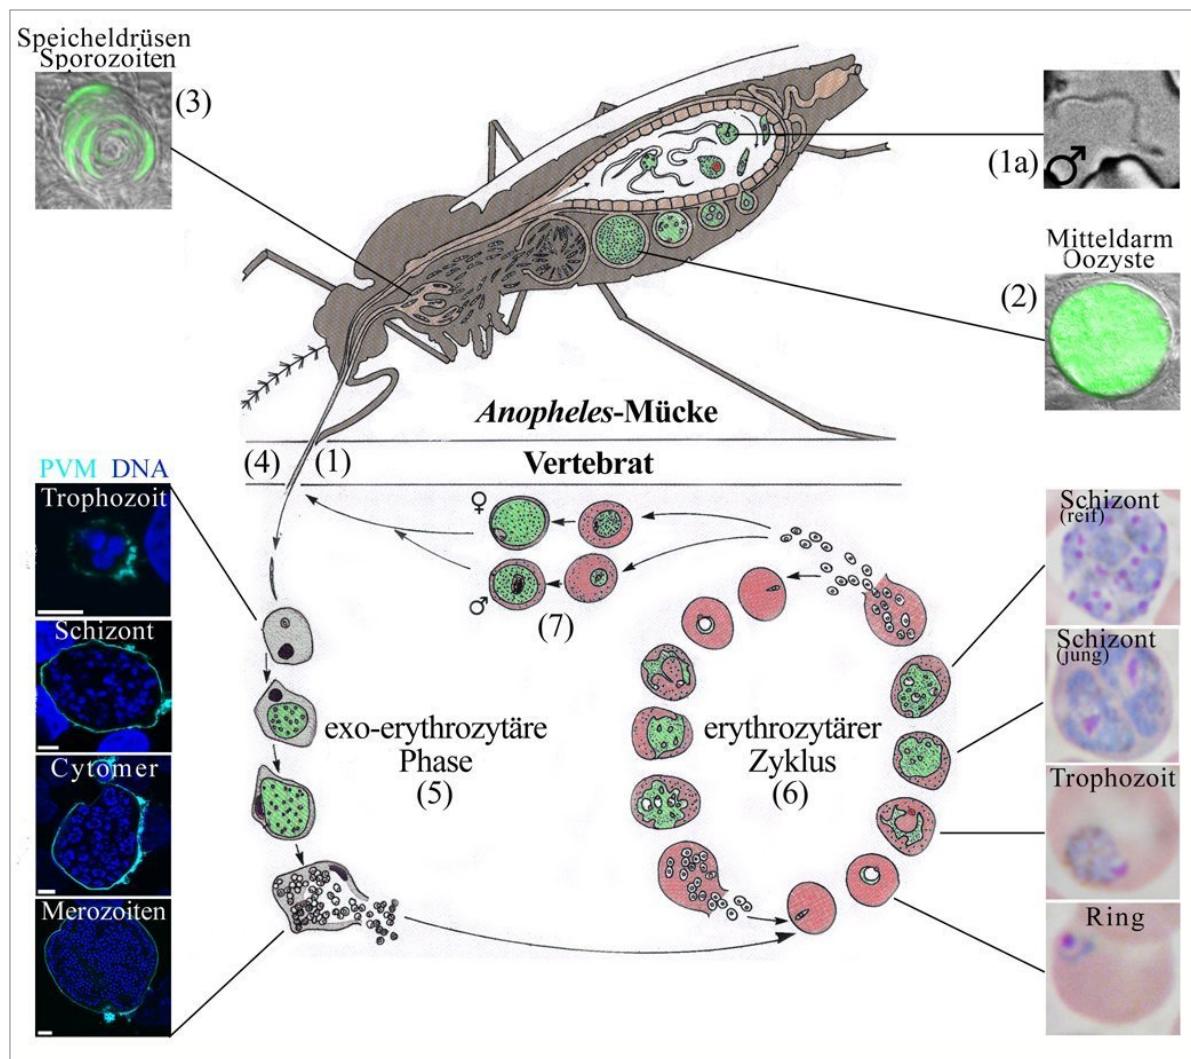 Speicheldrüsen
Sporozoiten
(3)
(1a)
♂
Mitteldarm
Oozyste
(2)
Anopheles-Mücke
(4) (1)
Vertebrat
PVM DNA
Trophozoit
Schizont
Cytomer
Merozoiten
♀
♂
(7)
exo-erythrozytäre
Phase
(5)
erythrozytärer
Zyklus
(6)
Schizont
(reif)
Schizont
(jung)
Trophozoit
Ring